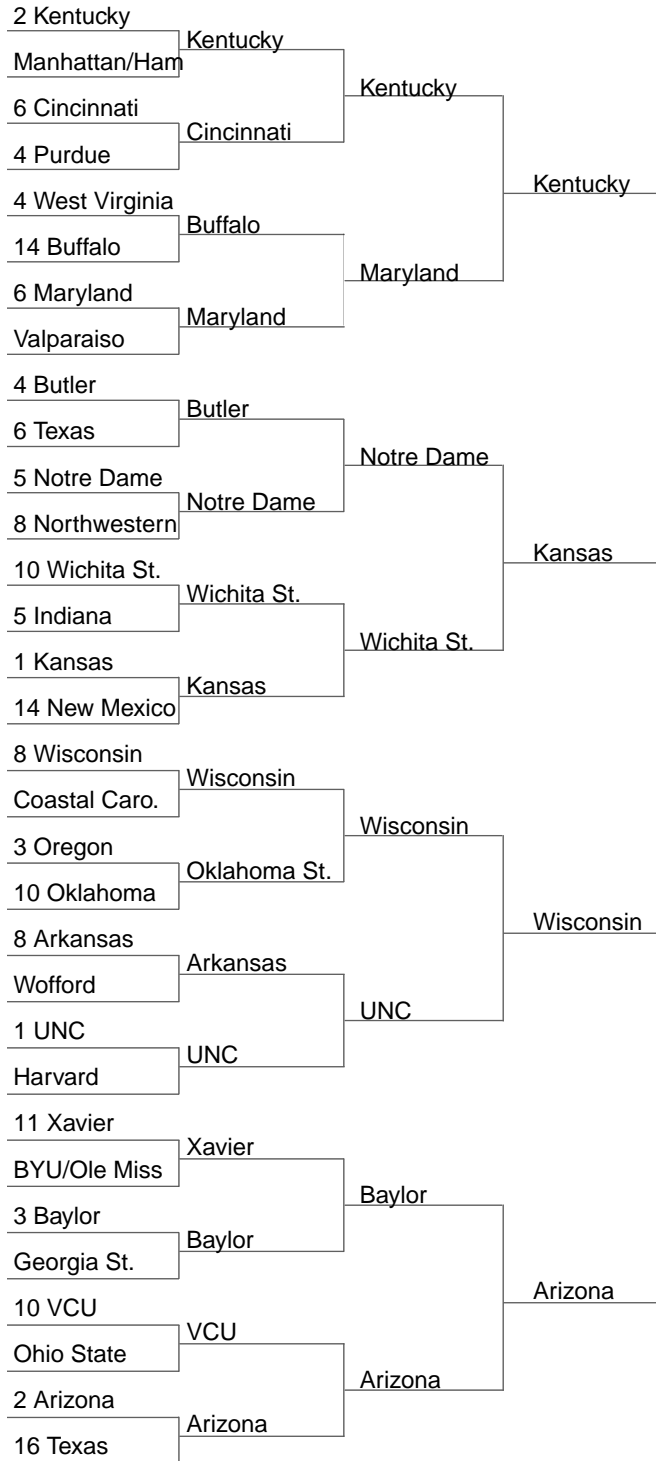 2 Kentucky
Manhattan/Ham
6 Cincinnati
4 Purdue
4 West Virginia
14 Buffalo
6 Maryland
Valparaiso
4 Butler
6 Texas
5 Notre Dame
8 Northwestern
10 Wichita St.
5 Indiana
1 Kansas
14 New Mexico
8 Wisconsin
Coastal Caro.
3 Oregon
10 Oklahoma
8 Arkansas
Wofford
1 UNC
Harvard
11 Xavier
BYU/Ole Miss
3 Baylor
Georgia St.
10 VCU
Ohio State
2 Arizona
16 Texas
Kentucky
Cincinnati
Buffalo
Maryland
Butler
Notre Dame
Wichita St.
Kansas
Wisconsin
Oklahoma St.
Arkansas
UNC
Xavier
Baylor
VCU
Arizona
Kentucky
Maryland
Notre Dame
Wichita St.
Wisconsin
UNC
Baylor
Arizona
Kentucky
Kansas
Wisconsin
Arizona